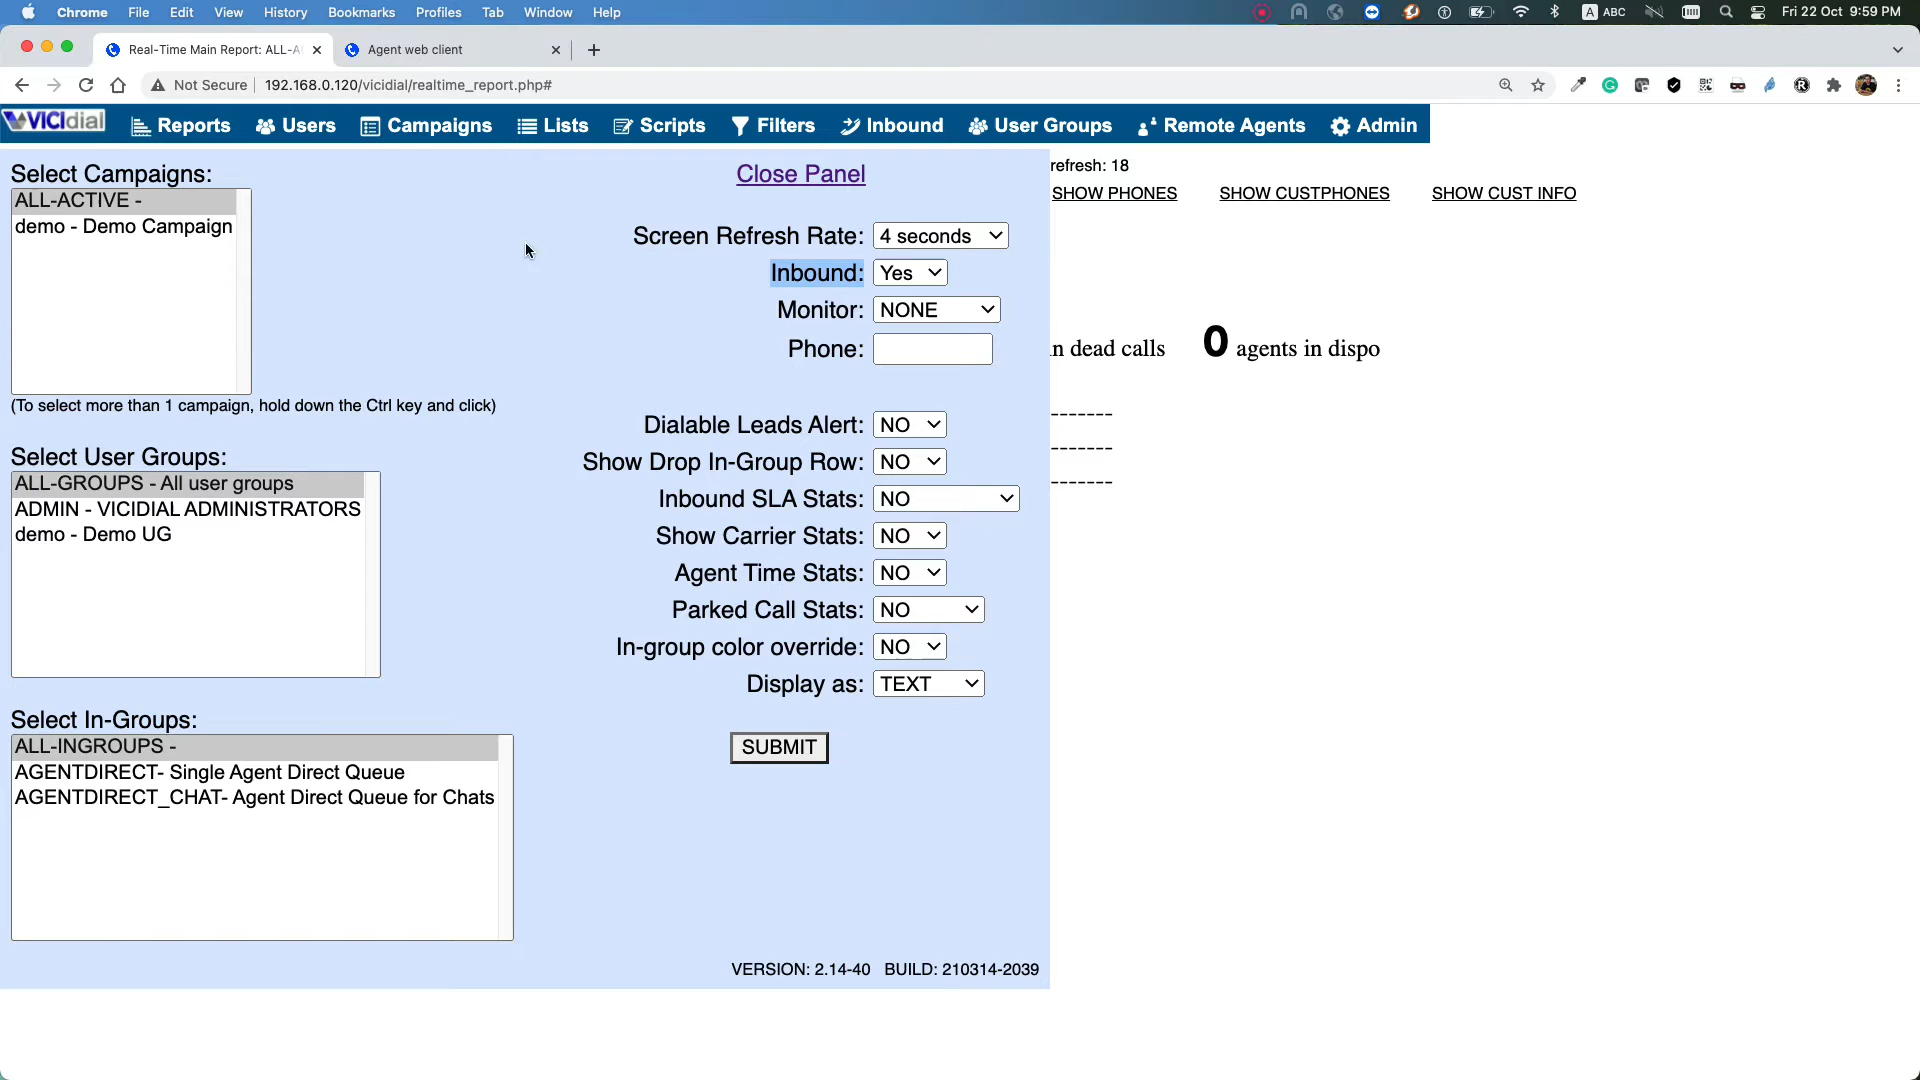 Chrome File Edit View History Bookmarks Profiles Tab Window Help A ABC Fri 22 Oct 9:59 PM
Real-Time Main Report: ALL-A Agent web client
Not Secure 192.168.0.120/vicidial/realtime_report.php#
VICIdial Reports Users Campaigns Lists Scripts Filters Inbound User Groups Remote Agents Admin
refresh: 18
SHOW PHONES SHOW CUSTPHONES SHOW CUST INFO
n dead calls 0 agents in dispo
-------
-------
-------
Select Campaigns:
ALL-ACTIVE -
demo - Demo Campaign
(To select more than 1 campaign, hold down the Ctrl key and click)
Select User Groups:
ALL-GROUPS - All user groups
ADMIN - VICIDIAL ADMINISTRATORS
demo - Demo UG
Select In-Groups:
ALL-INGROUPS -
AGENTDIRECT- Single Agent Direct Queue
AGENTDIRECT_CHAT- Agent Direct Queue for Chats
Close Panel
Screen Refresh Rate: 4 seconds
Inbound: Yes
Monitor: NONE
Phone:
Dialable Leads Alert: NO
Show Drop In-Group Row: NO
Inbound SLA Stats: NO
Show Carrier Stats: NO
Agent Time Stats: NO
Parked Call Stats: NO
In-group color override: NO
Display as: TEXT
SUBMIT
VERSION: 2.14-40 BUILD: 210314-2039